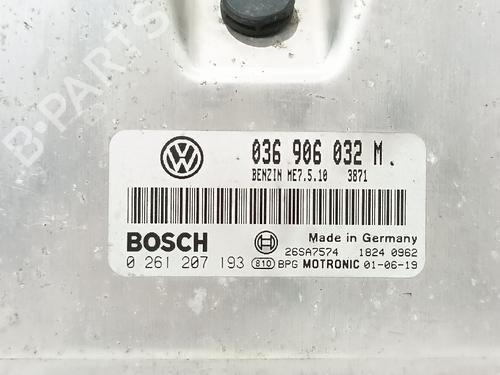 B-PARTS
036 906 032 M .
BENZIN ME7.5.10 3871
BOSCH
Made in Germany
26SA7574 1824 0962
0 261 207 193 810 BPG MOTRONIC 01-06-19